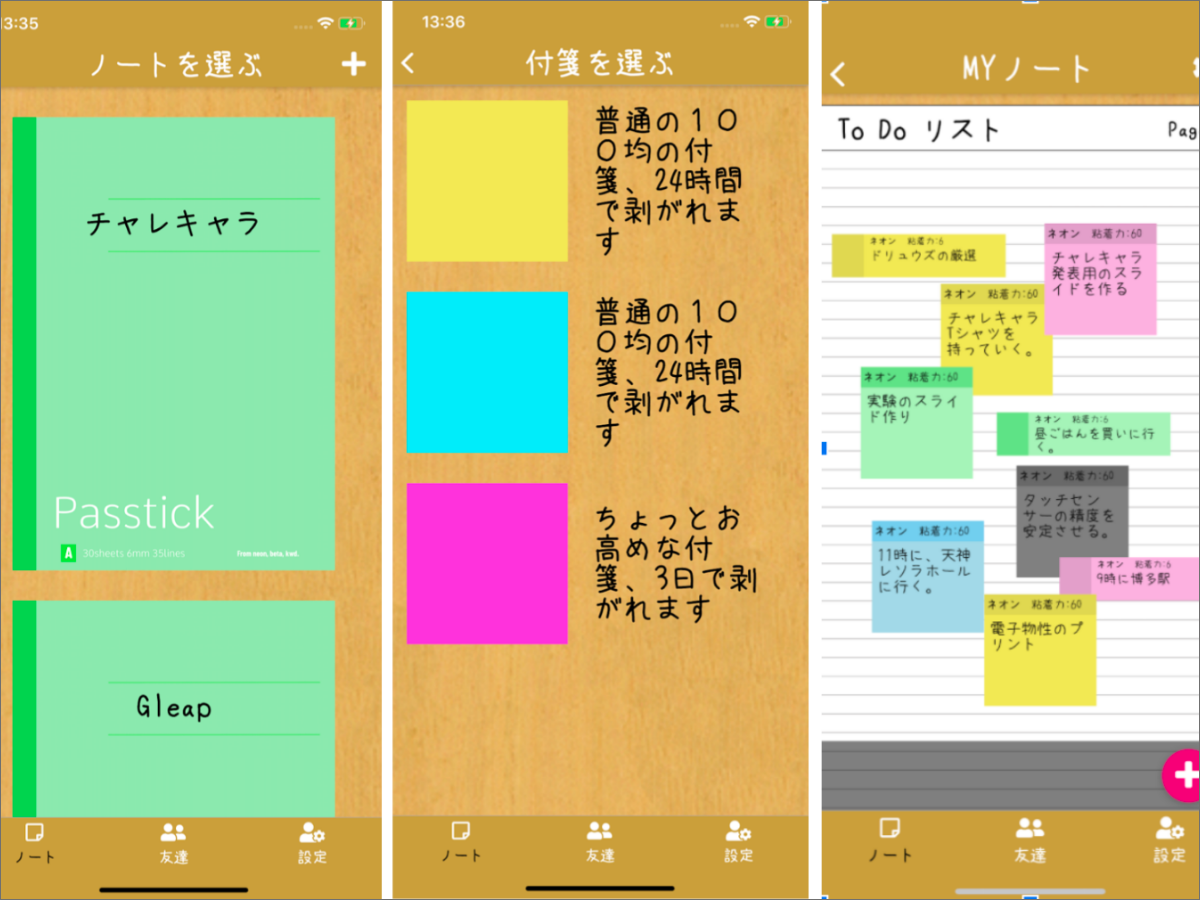 13:35
ノートを選ぶ
チャレキャラ
Passtick
A 30sheets 6mm 35lines
Gleap
ノート 友達 設定
13:36
付箋を選ぶ
普通の１０
０均の付
箋、24時間
で剥がれま
す
普通の１０
０均の付
箋、24時間
で剥がれま
す
ちょっとお
高めな付
箋、3日で剥
がれます
ノート 友達 設定
MYノート
To Do リスト
Pag
ネオン 粘着力:6
ドリュウズの厳選
ネオン 粘着力:60
チャレキャラ
発表用のスラ
イドを作る
ネオン 粘着力:60
チャレキャラ
Tシャツを
持っていく。
ネオン 粘着力:60
実験のスライ
ド作り
ネオン 粘着力:6
昼ごはんを買いに行
く。
ネオン 粘着力:60
タッチセン
サーの精度を
安定させる。
ネオン 粘着力:60
11時に、天神
レソラホール
に行く。
ネオン 粘着力:6
9時に博多駅
ネオン 粘着力:60
電子物性のプ
リント
ノート 友達 設定